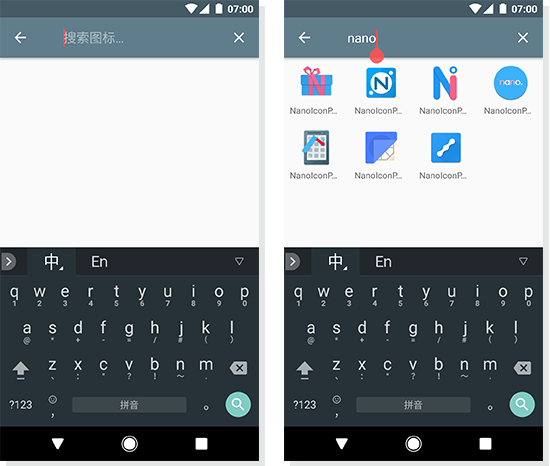 07:00
搜索图标...
中 En
q w e r t y u i o p
1 2 3 4 5 6 7 8 9 0
a s d f g h j k l
@ * + - = / # ( )
z x c v b n m
' : " ? ! ~ …
?123 , 拼音 。
07:00
nano
nano.
NanoIconP... NanoIconP... NanoIconP... NanoIconP...
NanoIconP... NanoIconP... NanoIconP...
中 En
q w e r t y u i o p
1 2 3 4 5 6 7 8 9 0
a s d f g h j k l
@ * + - = / # ( )
z x c v b n m
' : " ? ! ~ …
?123 , 拼音 。